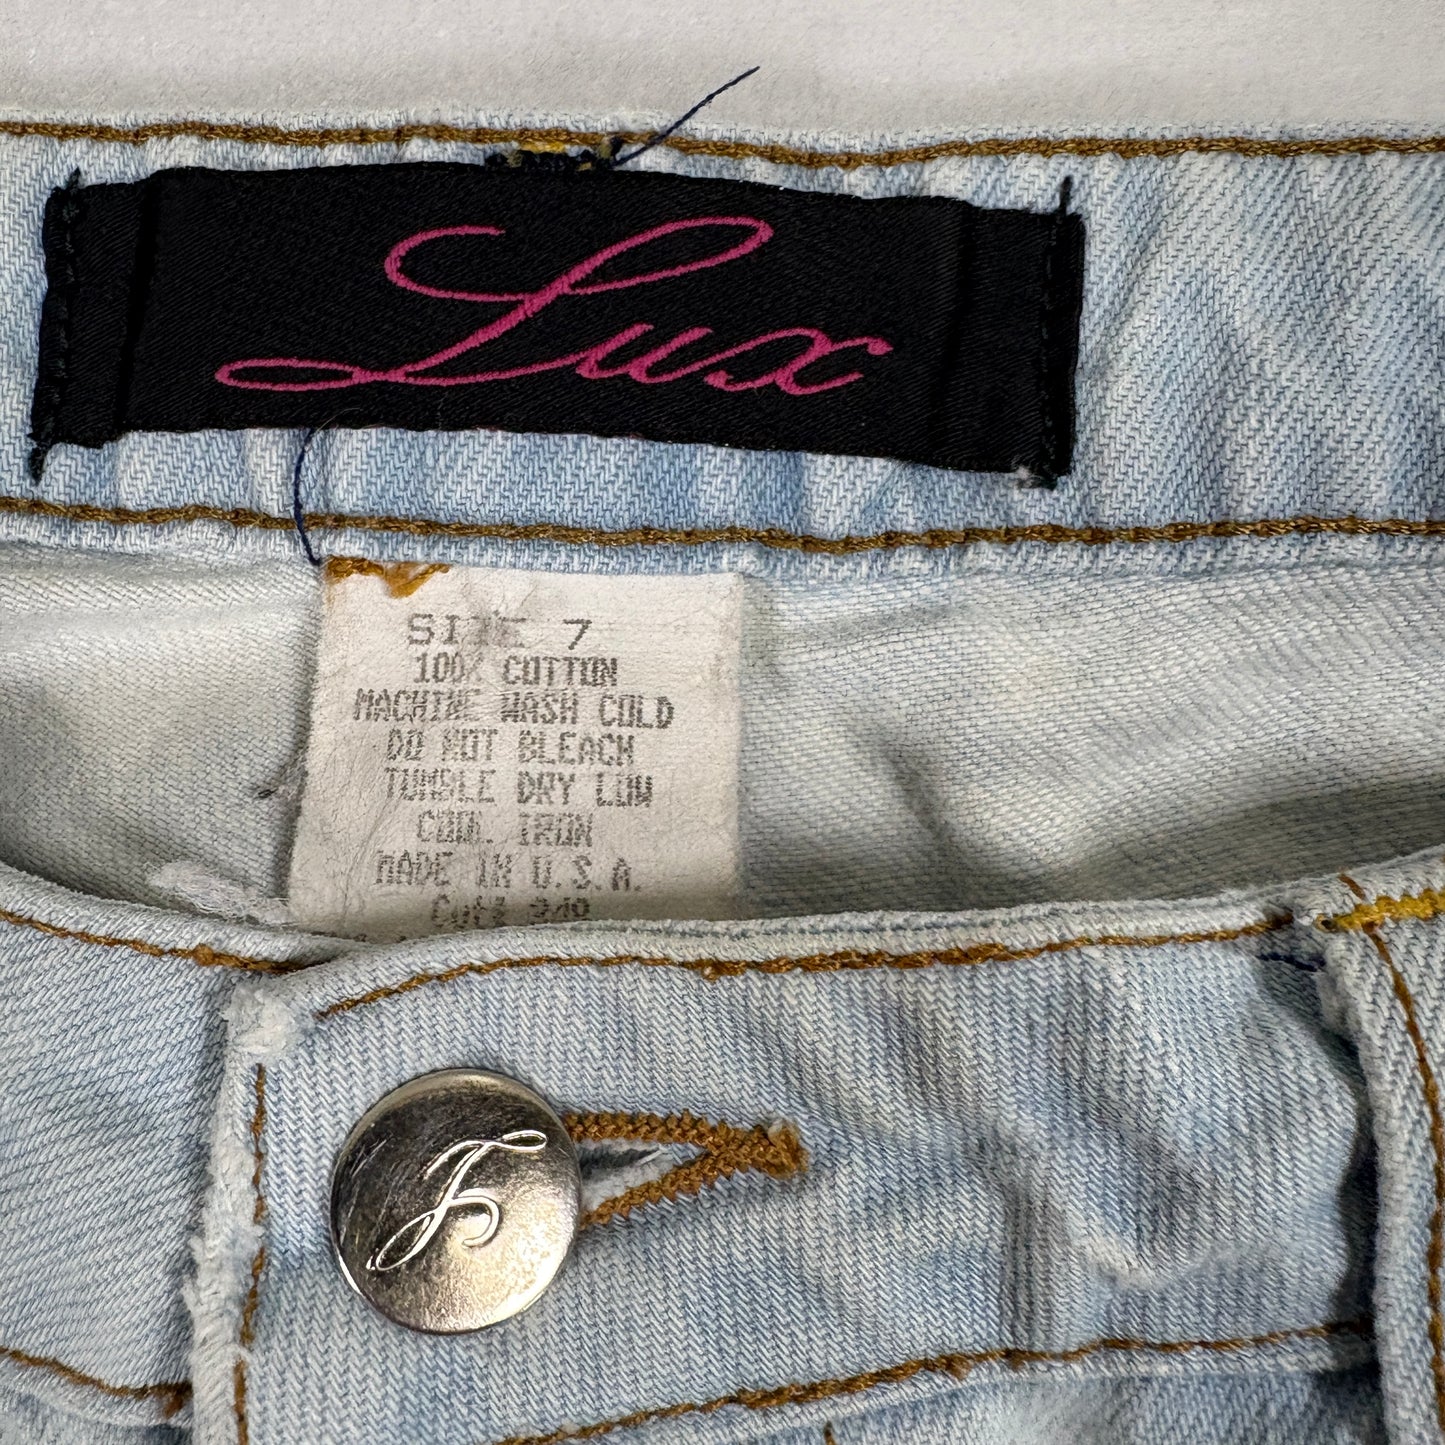 Lux
SIZE 7
100% COTTON
MACHINE WASH COLD
DO NOT BLEACH
TUMBLE DRY LOW
COOL IRON
MADE IN U.S.A.